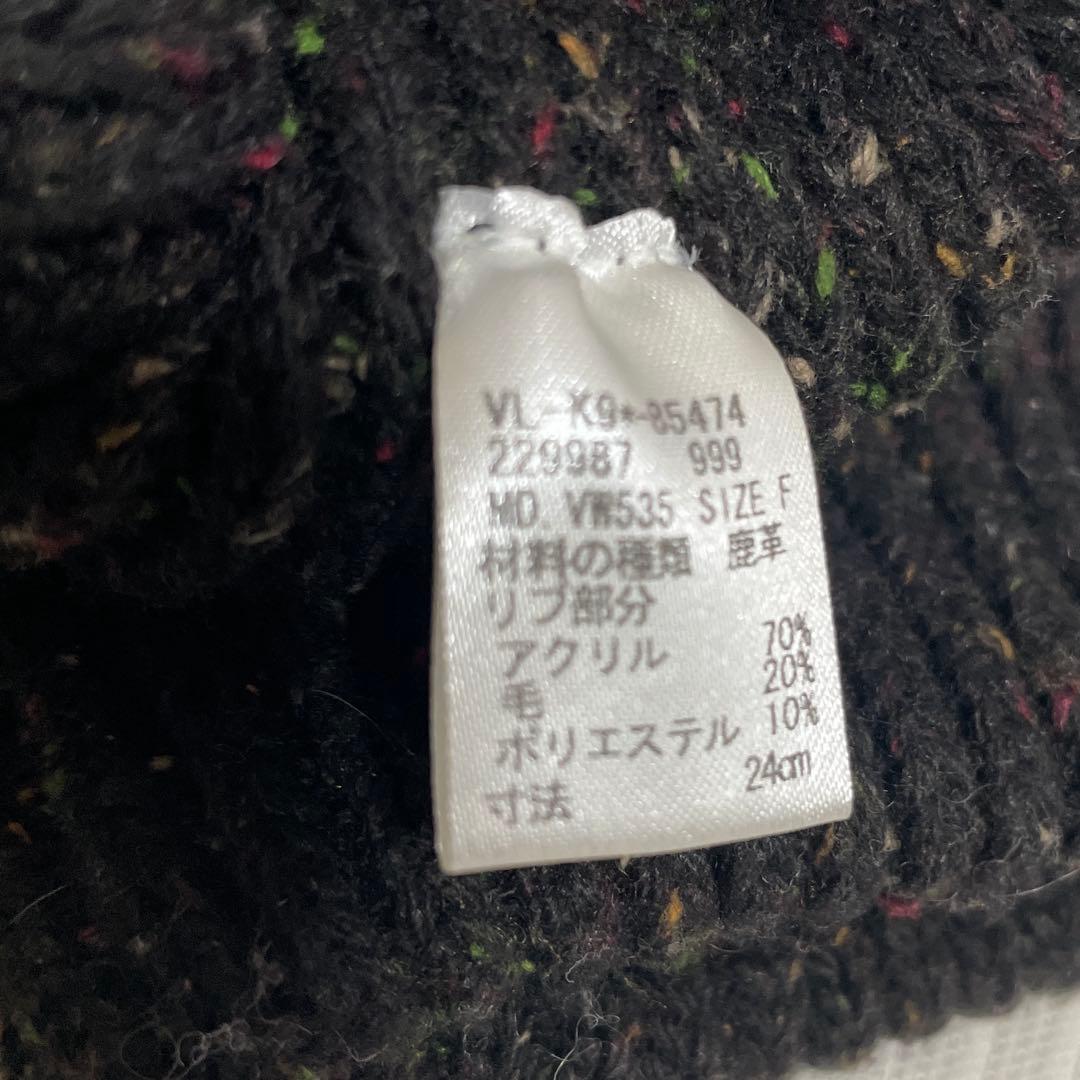 VL-K9*-85474
229987 999
MD. VW535 SIZE F
材料の種類 鹿革
リブ部分
アクリル 70%
毛 20%
ポリエステル 10%
寸法 24cm